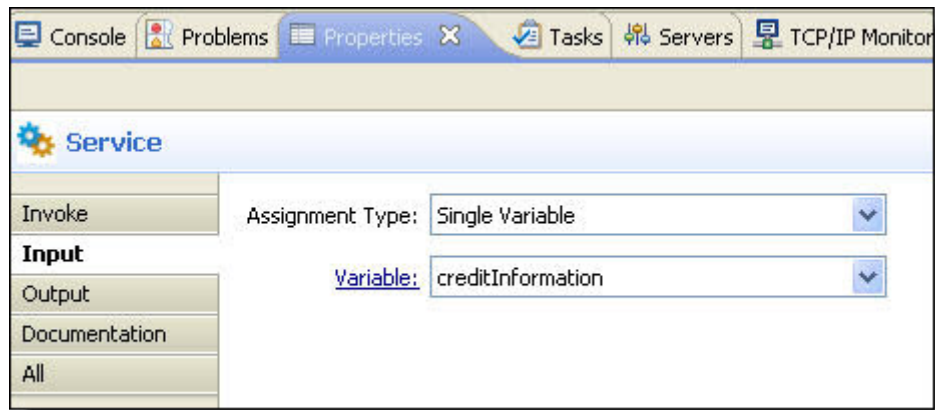 Console Problems Properties Tasks Servers TCP/IP Monitor
Service
Invoke
Assignment Type: Single Variable
Input
Variable: creditInformation
Output
Documentation
All